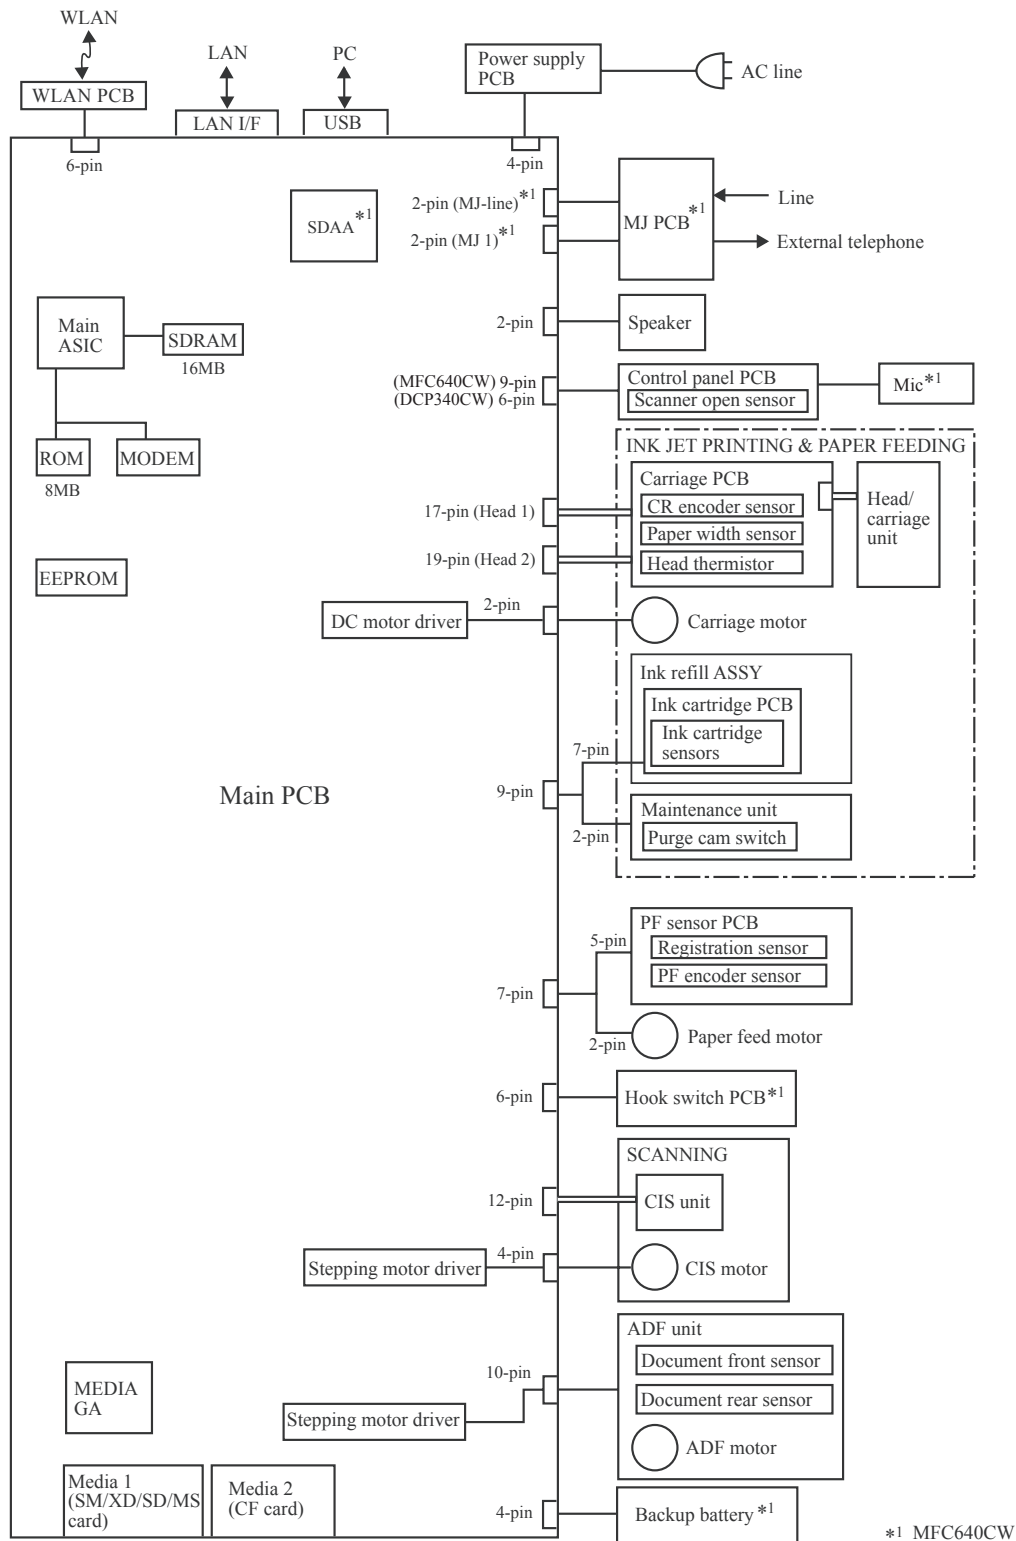 WLAN
LAN
PC
Power supply
PCB
AC line
WLAN PCB
LAN I/F
USB
6-pin
4-pin
SDAA*1
2-pin (MJ-line)*1
2-pin (MJ 1)*1
MJ PCB*1
Line
External telephone
Main
ASIC
SDRAM
16MB
2-pin
Speaker
(MFC640CW) 9-pin
(DCP340CW) 6-pin
Control panel PCB
Scanner open sensor
Mic*1
ROM
8MB
MODEM
INK JET PRINTING & PAPER FEEDING
Carriage PCB
CR encoder sensor
Paper width sensor
Head thermistor
Head/
carriage
unit
17-pin (Head 1)
19-pin (Head 2)
EEPROM
DC motor driver
2-pin
Carriage motor
Ink refill ASSY
Ink cartridge PCB
Ink cartridge
sensors
7-pin
Main PCB
9-pin
2-pin
Maintenance unit
Purge cam switch
PF sensor PCB
5-pin
Registration sensor
PF encoder sensor
7-pin
2-pin
Paper feed motor
6-pin
Hook switch PCB*1
SCANNING
12-pin
CIS unit
Stepping motor driver
4-pin
CIS motor
ADF unit
10-pin
Document front sensor
Document rear sensor
Stepping motor driver
ADF motor
MEDIA
GA
Media 1
(SM/XD/SD/MS
card)
Media 2
(CF card)
4-pin
Backup battery*1
*1 MFC640CW